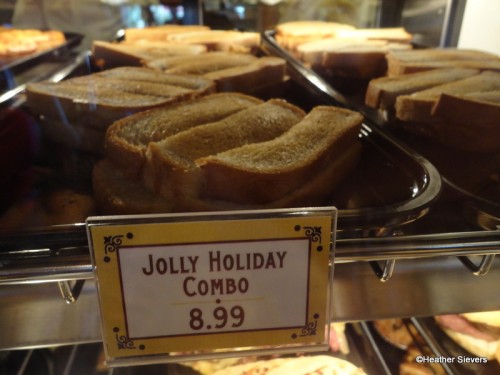 JOLLY HOLIDAY
COMBO
8.99
©Heather Sievers